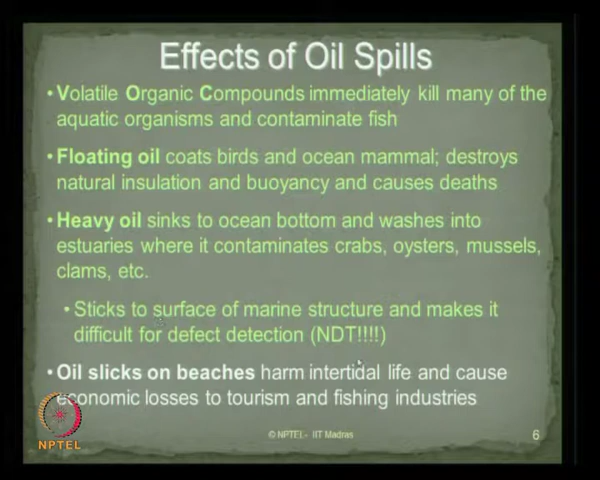 Effects of Oil Spills
• Volatile Organic Compounds immediately kill many of the
aquatic organisms and contaminate fish
• Floating oil coats birds and ocean mammal; destroys
natural insulation and buoyancy and causes deaths
• Heavy oil sinks to ocean bottom and washes into
estuaries where it contaminates crabs, oysters, mussels,
clams, etc.
• Sticks to surface of marine structure and makes it
difficult for defect detection (NDT!!!!)
• Oil slicks on beaches harm intertidal life and cause
economic losses to tourism and fishing industries
NPTEL
© NPTEL - IIT Madras
6